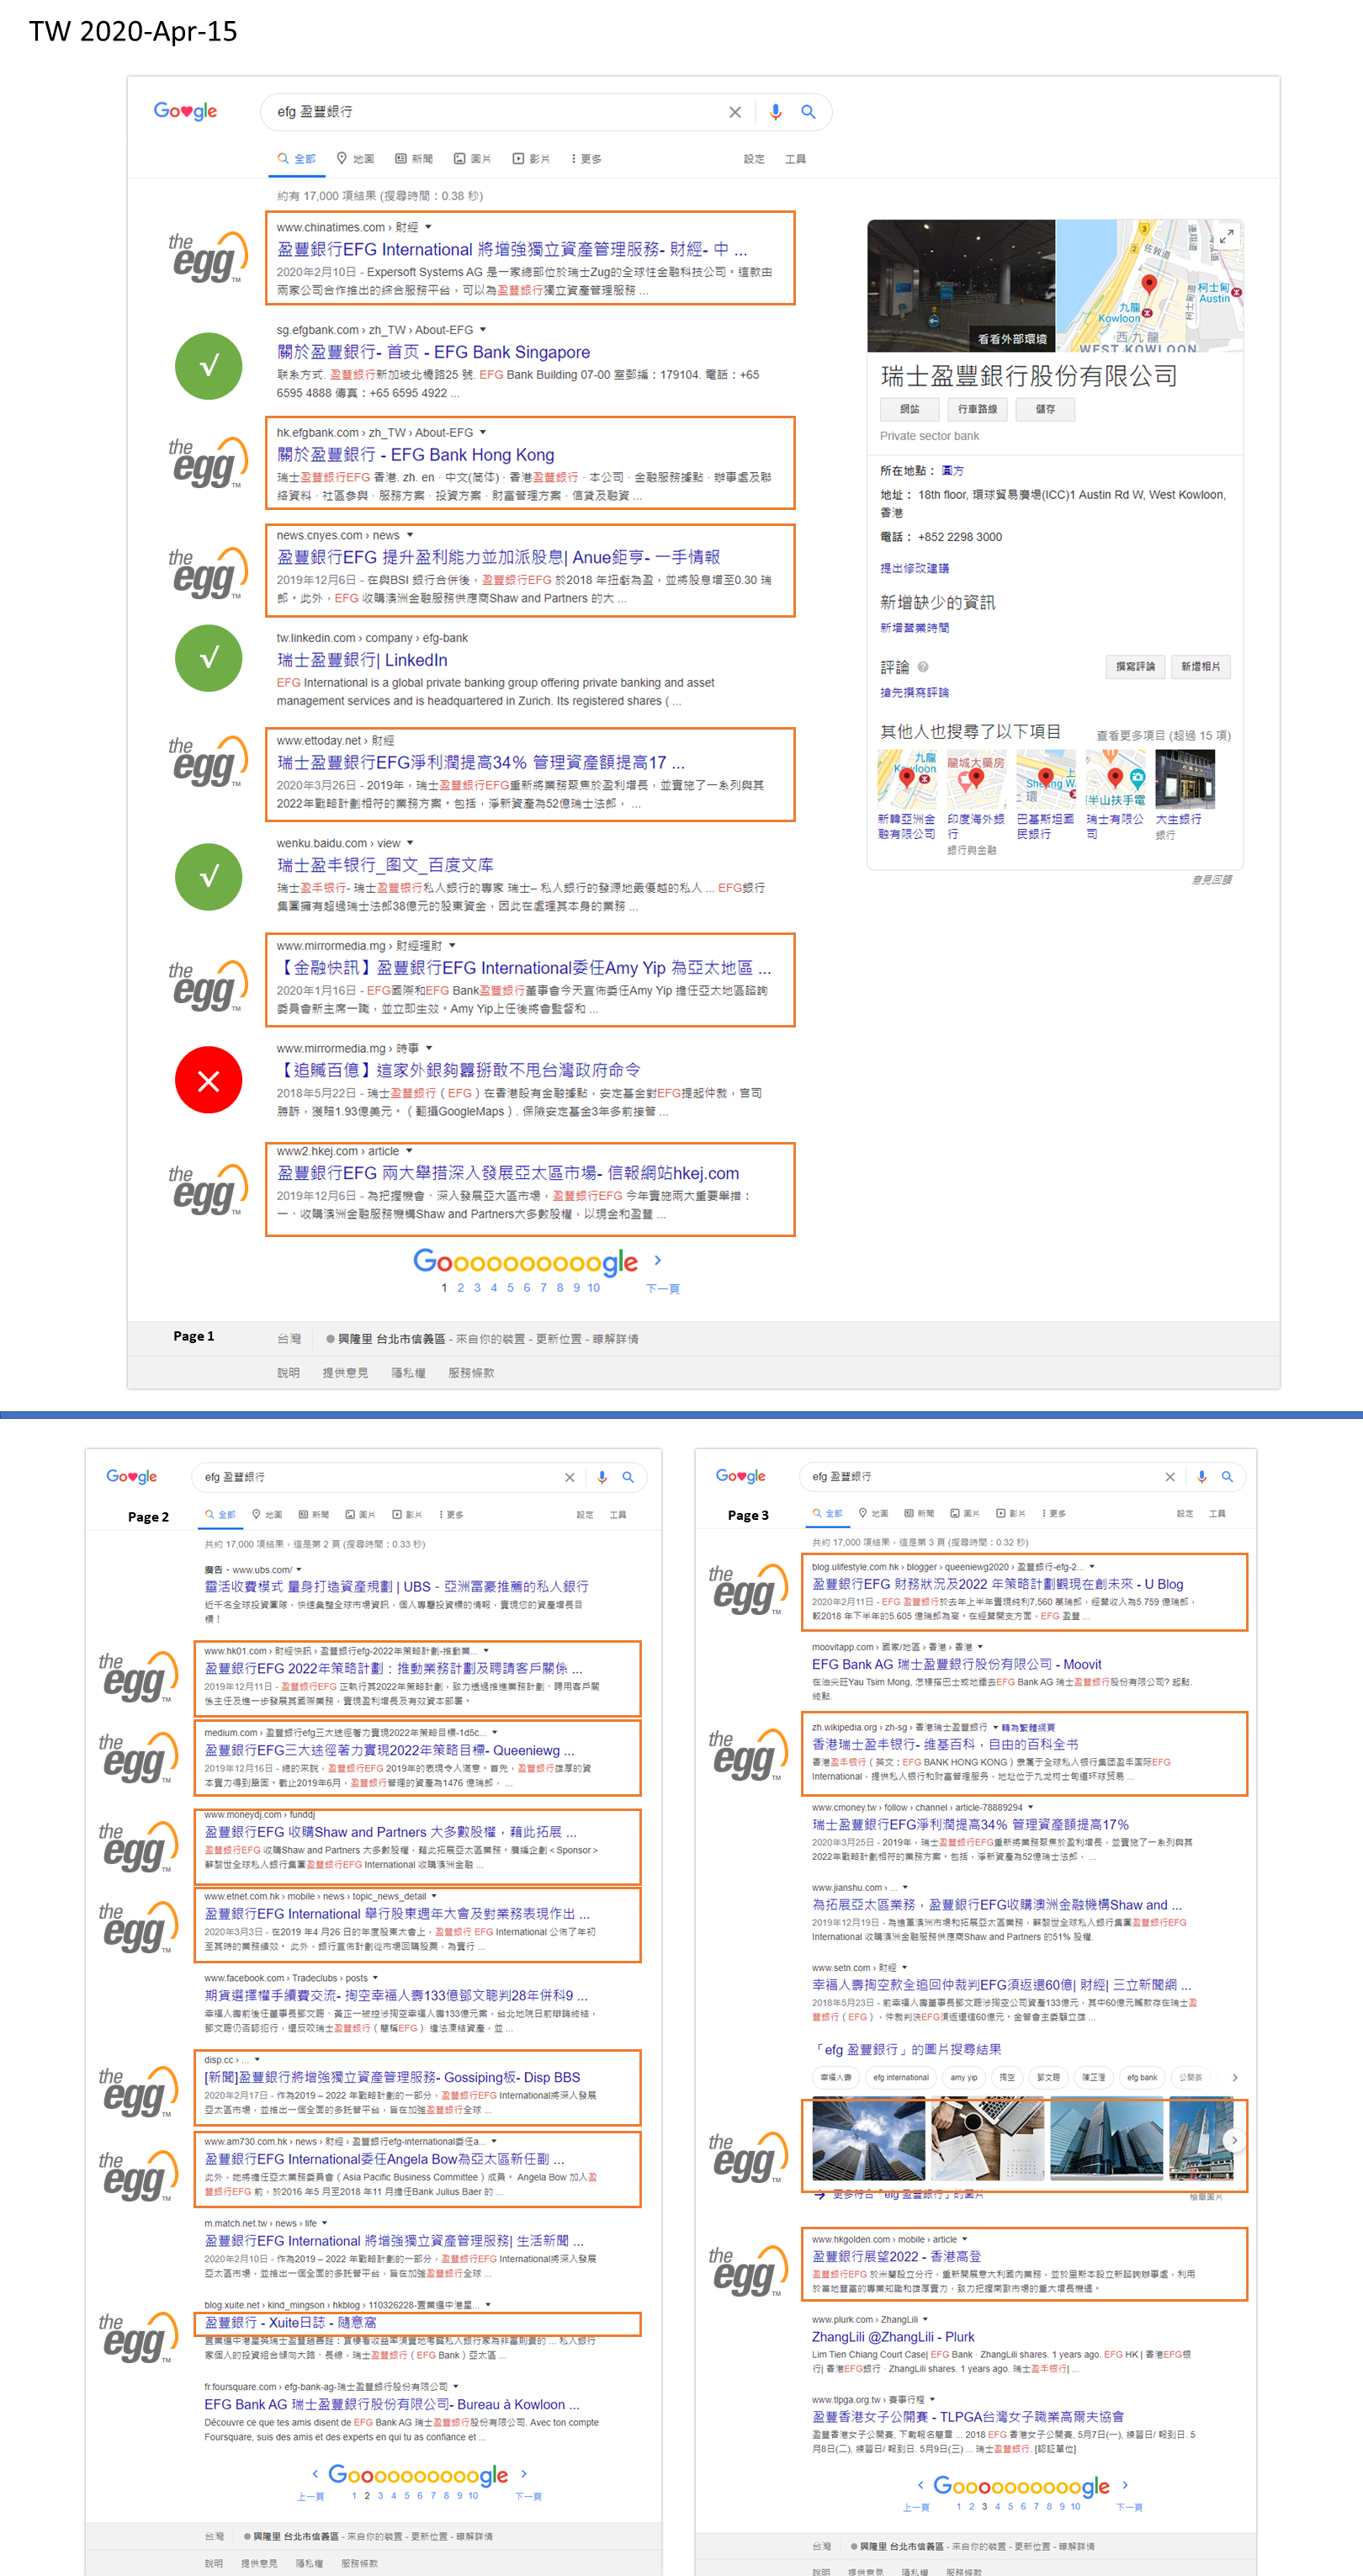 TW 2020-Apr-15
Google
efg 盈豐銀行
全部 地圖 新聞 圖片 影片 更多 設定 工具
約有 17,000 項結果 (搜尋時間：0.38 秒)
the egg™
www.chinatimes.com › 財經
盈豐銀行EFG International 將增強獨立資產管理服務- 財經- 中 ...
2020年2月10日 - Expersoft Systems AG 是一家總部位於瑞士Zug的全球性金融科技公司。這款由
兩家公司合作推出的綜合服務平台，可以為盈豐銀行獨立資產管理服務 ...
sg.efgbank.com › zh_TW › About-EFG
關於盈豐銀行- 首页 - EFG Bank Singapore
联系方式. 盈豐銀行新加坡北橋路25 號. EFG Bank Building 07-00 室郵編：179104. 電話：+65
6595 4888 傳真：+65 6595 4922 ...
the egg™
hk.efgbank.com › zh_TW › About-EFG
關於盈豐銀行 - EFG Bank Hong Kong
瑞士盈豐銀行EFG 香港. zh. en · 中文(简体) · 香港盈豐銀行 · 本公司 · 金融服務據點 · 辦事處及聯
絡資料 · 社區參與 · 服務方案 · 投資方案 · 財富管理方案 · 信貸及融資 ...
the egg™
news.cnyes.com › news
盈豐銀行EFG 提升盈利能力並加派股息| Anue鉅亨- 一手情報
2019年12月6日 - 在與BSI 銀行合併後，盈豐銀行EFG 於2018 年扭虧為盈，並將股息增至0.30 瑞
郎。此外，EFG 收購澳洲金融服務供應商Shaw and Partners 的大 ...
tw.linkedin.com › company › efg-bank
瑞士盈豐銀行| LinkedIn
EFG International is a global private banking group offering private banking and asset
management services and is headquartered in Zurich. Its registered shares ( ...
the egg™
www.ettoday.net › 財經
瑞士盈豐銀行EFG淨利潤提高34% 管理資產額提高17 ...
2020年3月26日 - 2019年，瑞士盈豐銀行EFG重新將業務聚焦於盈利增長，並實施了一系列與其
2022年戰略計劃相符的業務方案。包括，淨新資產為52億瑞士法郎， ...
wenku.baidu.com › view
瑞士盈丰银行_图文_百度文库
瑞士盈丰银行- 瑞士盈豐银行私人銀行的專家 瑞士– 私人銀行的發源地最優越的私人 ... EFG銀行
集團擁有超過瑞士法郎38億元的股東資金，因此在處理其本身的業務 ...
the egg™
www.mirrormedia.mg › 財經理財
【金融快訊】盈豐銀行EFG International委任Amy Yip 為亞太地區 ...
2020年1月16日 - EFG國際和EFG Bank盈豐銀行董事會今天宣佈委任Amy Yip 擔任亞太地區諮詢
委員會新主席一職，並立即生效。Amy Yip上任後將會監督和 ...
www.mirrormedia.mg › 時事
【追贓百億】這家外銀夠囂掰敢不甩台灣政府命令
2018年5月22日 - 瑞士盈豐銀行（EFG）在香港設有金融據點，安定基金對EFG提起仲裁，官司
勝訴，獲賠1.93億美元。（翻攝GoogleMaps）. 保險安定基金3年多前接管 ...
the egg™
www2.hkej.com › article
盈豐銀行EFG 兩大舉措深入發展亞太區市場- 信報網站hkej.com
2019年12月6日 - 為把握機會、深入發展亞太區市場，盈豐銀行EFG 今年實施兩大重要舉措：
一、收購澳洲金融服務機構Shaw and Partners大多數股權，以現金和盈豐 ...
Goooooooooogle
1 2 3 4 5 6 7 8 9 10 下一頁
Page 1 台灣 興隆里 台北市信義區 - 來自你的裝置 - 更新位置 - 瞭解詳情
說明 提供意見 隱私權 服務條款
看看外部環境
佐敦道
九龍
Kowloon
柯士甸
Austin
西九龍
WEST KOWLOON
瑞士盈豐銀行股份有限公司
網站 行車路線 儲存
Private sector bank
所在地點： 圓方
地址： 18th floor, 環球貿易廣場(ICC)1 Austin Rd W, West Kowloon,
香港
電話： +852 2298 3000
提出修改建議
新增缺少的資訊
新增營業時間
評論 撰寫評論 新增相片
搶先撰寫評論
其他人也搜尋了以下項目 查看更多項目 (超過 15 項)
新韓亞洲金融有限公司
印度海外銀行
銀行與金融
巴基斯坦國民銀行
瑞士有限公司
大生銀行
銀行
意見回饋
Google
efg 盈豐銀行
Page 2 全部 地圖 新聞 圖片 影片 更多 設定 工具
共約 17,000 項結果，這是第 2 頁 (搜尋時間：0.33 秒)
廣告 · www.ubs.com/
靈活收費模式 量身打造資產規劃 | UBS - 亞洲富豪推薦的私人銀行
近千名全球投資團隊，快速彙整全球市場資訊，個人專屬投資標的情報，實現您的資產增長目
標！
the egg™
www.hk01.com › 財經快訊 › 盈豐銀行efg-2022年策略計劃-推動業...
盈豐銀行EFG 2022年策略計劃：推動業務計劃及聘請客戶關係 ...
2019年12月11日 - 盈豐銀行EFG 正執行其2022年策略計劃，致力透過推進業務計劃、聘用客戶關
係主任及進一步發展其國際業務，實現盈利增長及有效資本部署。
the egg™
medium.com › 盈豐銀行efg三大途徑著力實現2022年策略目標-1d5c...
盈豐銀行EFG三大途徑著力實現2022年策略目標- Queeniewg ...
2019年12月16日 - 總的來說，盈豐銀行EFG 2019年的表現令人滿意。首先，盈豐銀行雄厚的資
本實力得到鞏固。截止2019年6月，盈豐銀行管理的資產為1476 億瑞郎， ...
the egg™
www.moneydj.com › funddj
盈豐銀行EFG 收購Shaw and Partners 大多數股權，藉此拓展 ...
盈豐銀行EFG 收購Shaw and Partners 大多數股權，藉此拓展亞太區業務。廣編企劃＜Sponsor＞
蘇黎世全球私人銀行集團盈豐銀行EFG International 收購澳洲金融 ...
the egg™
www.etnet.com.hk › mobile › news › topic_news_detail
盈豐銀行EFG International 舉行股東週年大會及對業務表現作出 ...
2020年3月3日 - 在2019 年4 月26 日的年度股東大會上，盈豐銀行 EFG International 公佈了年初
至其時的業務績效。 此外，銀行宣佈計劃從市場回購股票，為實行 ...
www.facebook.com › Tradeclubs › posts
期貨選擇權手續費交流- 掏空幸福人壽133億鄧文聰判28年併科9 ...
幸福人壽前後任董事長鄧文聰、黃正一被控涉掏空幸福人壽133億元案，台北地院日前辯論終結，
鄧文聰仍否認犯行，還反咬瑞士盈豐銀行（簡稱EFG） 違法凍結資產，並 ...
the egg™
disp.cc › ...
[新聞]盈豐銀行將增強獨立資產管理服務- Gossiping板- Disp BBS
2020年2月17日 - 作為2019 – 2022 年戰略計劃的一部分，盈豐銀行EFG International將深入發展
亞太區市場，並推出一個全面的多託管平台，旨在加強盈豐銀行全球 ...
the egg™
www.am730.com.hk › news › 財經 › 盈豐銀行efg-international委任a...
盈豐銀行EFG International委任Angela Bow為亞太區新任副 ...
此外，她將擔任亞太業務委員會（Asia Pacific Business Committee）成員。 Angela Bow 加入盈
豐銀行EFG 前，於2016 年5 月至2018 年11 月擔任Bank Julius Baer 的 ...
m.match.net.tw › news › life
盈豐銀行EFG International 將增強獨立資產管理服務| 生活新聞 ...
2020年2月10日 - 作為2019 – 2022 年戰略計劃的一部分，盈豐銀行EFG International將深入發展
亞太區市場，並推出一個全面的多託管平台，旨在加強盈豐銀行全球 ...
the egg™
blog.xuite.net › kind_mingson › hkblog › 110326228-置業遍中港星...
盈豐銀行 - Xuite日誌 - 隨意窩
家個人的投資組合傾向大路、長線，瑞士盈豐銀行（EFG Bank）亞太區 ...
fr.foursquare.com › efg-bank-ag-瑞士盈豐銀行股份有限公司
EFG Bank AG 瑞士盈豐銀行股份有限公司- Bureau à Kowloon ...
Découvre ce que tes amis disent de EFG Bank AG 瑞士盈豐銀行股份有限公司. Avec ton compte
Foursquare, suis des amis et des experts en qui tu as confiance et ...
Goooooooooogle
上一頁 1 2 3 4 5 6 7 8 9 10 下一頁
台灣 興隆里 台北市信義區 - 來自你的裝置 - 更新位置 - 瞭解詳情
說明 提供意見 隱私權 服務條款
Google
efg 盈豐銀行
Page 3 全部 地圖 新聞 圖片 影片 更多 設定 工具
共約 17,000 項結果，這是第 3 頁 (搜尋時間：0.32 秒)
the egg™
blog.ulifestyle.com.hk › blogger › queeniewg2020 › 盈豐銀行-efg-2...
盈豐銀行EFG 財務狀況及2022 年策略計劃觀現在創未來 - U Blog
2020年2月11日 - EFG 盈豐銀行於去年上半年實現純利7,560 萬瑞郎，經營收入為5.759 億瑞郎，
較2018 年下半年的5.605 億瑞郎為高。在經營開支方面，EFG 盈豐 ...
moovitapp.com › 國家/地區 › 香港 › 香港
EFG Bank AG 瑞士盈豐銀行股份有限公司 - Moovit
在油尖旺Yau Tsim Mong, 怎樣搭巴士或地鐵去EFG Bank AG 瑞士盈豐銀行股份有限公司? 起點.
終點.
the egg™
zh.wikipedia.org › zh-sg › 香港瑞士盈豐銀行 轉為繁體網頁
香港瑞士盈丰银行- 维基百科，自由的百科全书
香港盈丰银行（英文：EFG BANK HONG KONG）隶属于全球私人银行集团盈丰国际EFG
International，提供私人银行和财富管理服务，地址位于九龙柯士甸道环球贸易 ...
www.cmoney.tw › follow › channel › article-78889294
瑞士盈豐銀行EFG淨利潤提高34% 管理資產額提高17%
2020年3月25日 - 2019年，瑞士盈豐銀行EFG重新將業務聚焦於盈利增長，並實施了一系列與其
2022年戰略計劃相符的業務方案。包括，淨新資產為52億瑞士法郎， ...
www.jianshu.com › ...
為拓展亞太區業務，盈豐銀行EFG收購澳洲金融機構Shaw and ...
2019年12月19日 - 為進軍澳洲市場和拓展亞太區業務，蘇黎世全球私人銀行集團盈豐銀行EFG
International 收購澳洲金融服務供應商Shaw and Partners 的51% 股權.
www.setn.com › 財經
幸福人壽掏空款全追回仲裁判EFG須返還60億| 財經| 三立新聞網 ...
2018年5月23日 - 前幸福人壽董事長鄧文聰涉掏空公司資產133億元，其中60億元贓款存在瑞士盈
豐銀行（EFG），仲裁判決EFG須返還這60億元。金管會主委顧立雄 ...
「efg 盈豐銀行」的圖片搜尋結果
幸福人壽 efg international amy yip 掏空 鄧文聰 陳芷澧 efg bank 公開賽
the egg™
更多符合「efg 盈豐銀行」的圖片 檢舉圖片
the egg™
www.hkgolden.com › mobile › article
盈豐銀行展望2022 - 香港高登
盈豐銀行EFG 於米蘭設立分行，重新開展意大利國內業務，並於里斯本設立新諮詢辦事處，利用
於當地豐富的專業知識和雄厚實力，致力把握南歐市場的重大增長機遇。
www.plurk.com › ZhangLili
ZhangLili @ZhangLili - Plurk
Lim Tien Chiang Court Case| EFG Bank · ZhangLili shares. 1 years ago. EFG HK | 香港EFG银
行| 香港EFG銀行 · ZhangLili shares. 1 years ago. 瑞士盈丰银行| ...
www.tlpga.org.tw › 賽事行程
盈豐香港女子公開賽 - TLPGA台灣女子職業高爾夫協會
盈豐香港女子公開賽, 下載報名簡章 ... 2018 EFG 香港女子公開賽, 5月7日(一), 練習日/ 報到日. 5
月8日(二), 練習日/ 報到日. 5月9日(三) ... 瑞士盈豐銀行. [認証單位]
Goooooooooogle
上一頁 1 2 3 4 5 6 7 8 9 10 下一頁
台灣 興隆里 台北市信義區 - 來自你的裝置 - 更新位置 - 瞭解詳情
說明 提供意見 隱私權 服務條款